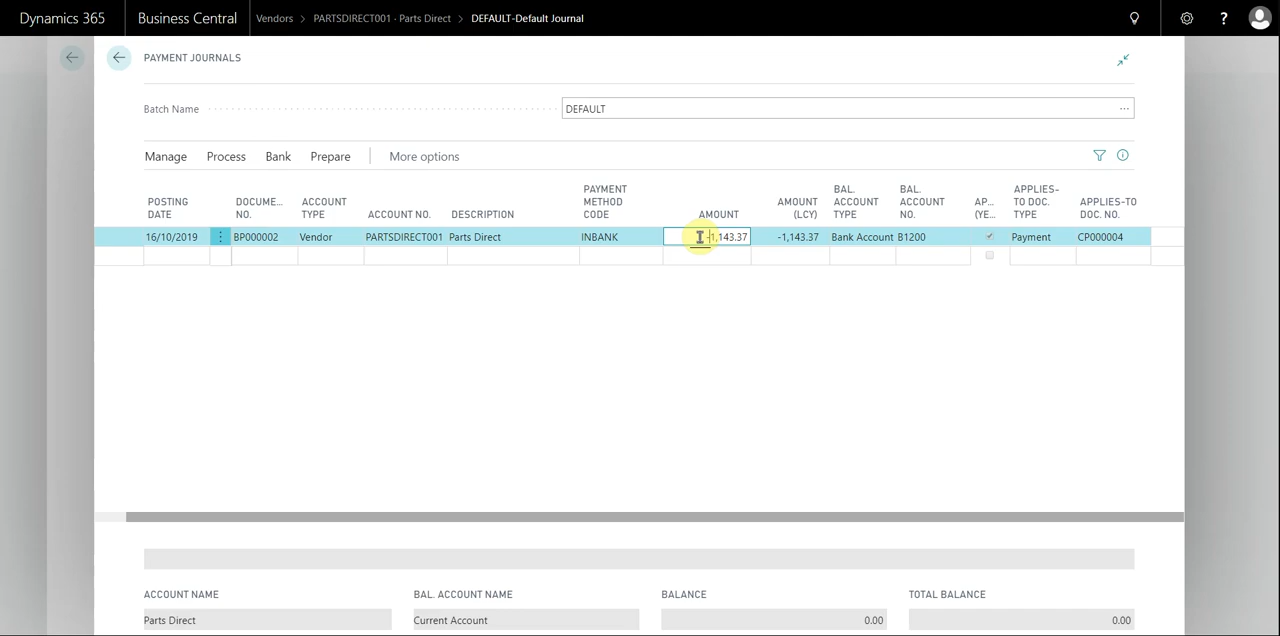 Dynamics 365 Business Central Vendors > PARTSDIRECT001 · Parts Direct > DEFAULT-Default Journal ?
PAYMENT JOURNALS
Batch Name DEFAULT ...
Manage Process Bank Prepare More options
POSTING DATE DOCUME... NO. ACCOUNT TYPE ACCOUNT NO. DESCRIPTION PAYMENT METHOD CODE AMOUNT AMOUNT (LCY) BAL. ACCOUNT TYPE BAL. ACCOUNT NO. AP... (YE... APPLIES-TO DOC. TYPE APPLIES-TO DOC. NO.
16/10/2019 BP000002 Vendor PARTSDIRECT001 Parts Direct INBANK -1,143.37 -1,143.37 Bank Account B1200 Payment CP000004
ACCOUNT NAME BAL. ACCOUNT NAME BALANCE TOTAL BALANCE
Parts Direct Current Account 0.00 0.00